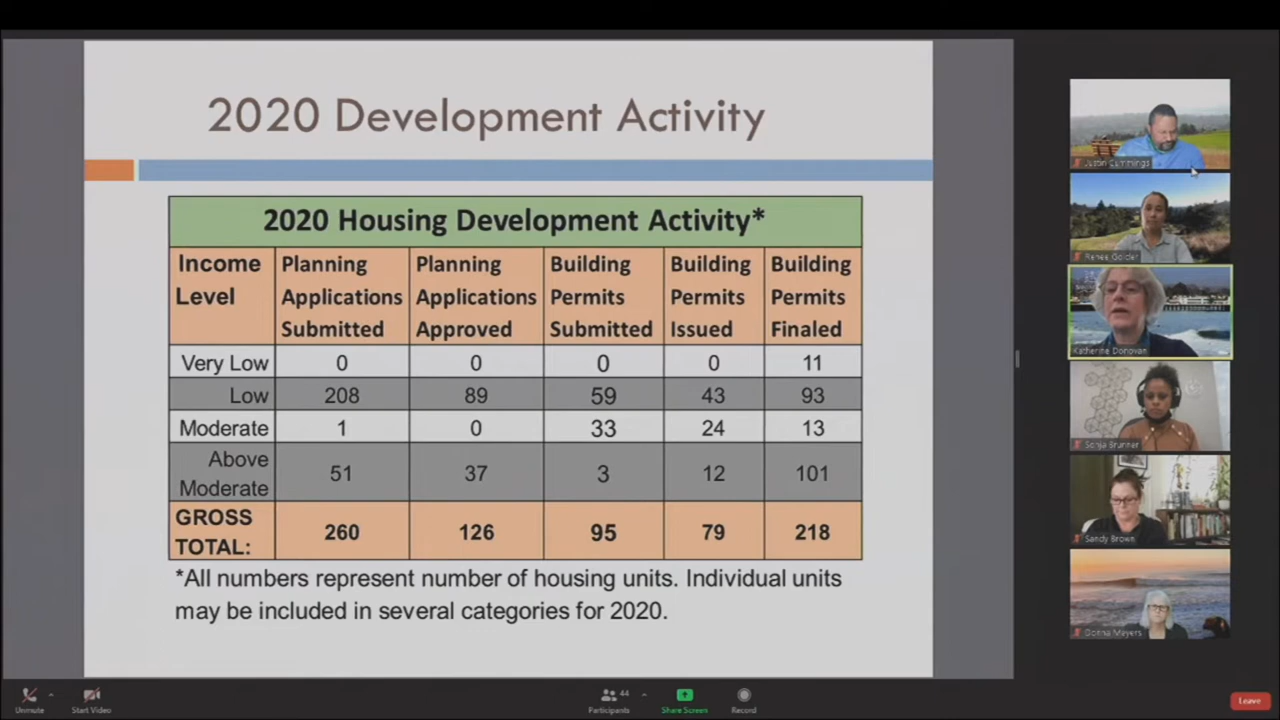 2020 Development Activity
2020 Housing Development Activity*
Income Level Planning Applications Submitted Planning Applications Approved Building Permits Submitted Building Permits Issued Building Permits Finaled
Very Low 0 0 0 0 11
Low 208 89 59 43 93
Moderate 1 0 33 24 13
Above Moderate 51 37 3 12 101
GROSS TOTAL: 260 126 95 79 218
*All numbers represent number of housing units. Individual units
may be included in several categories for 2020.
Justin Cummings
Renee Golder
Katherine Donovan
Sonja Brunner
Sandy Brown
Donna Meyers
Unmute
Start Video
44
Participants
Share Screen
Record
Leave